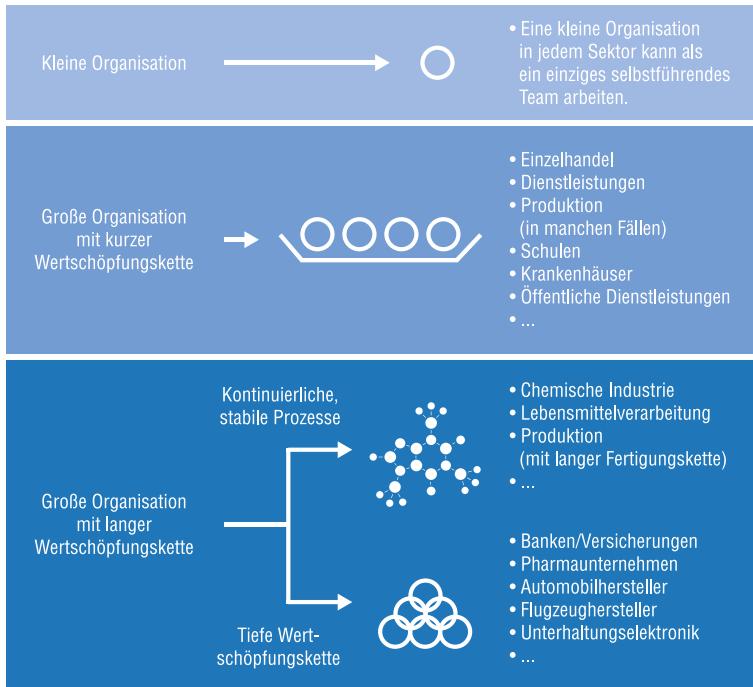 Kleine Organisation
• Eine kleine Organisation
in jedem Sektor kann als
ein einziges selbstführendes
Team arbeiten.
Große Organisation
mit kurzer
Wertschöpfungskette
• Einzelhandel
• Dienstleistungen
• Produktion
(in manchen Fällen)
• Schulen
• Krankenhäuser
• Öffentliche Dienstleistungen
• ...
Große Organisation
mit langer
Wertschöpfungskette
Kontinuierliche,
stabile Prozesse
• Chemische Industrie
• Lebensmittelverarbeitung
• Produktion
(mit langer Fertigungskette)
• ...
Tiefe Wert-
schöpfungskette
• Banken/Versicherungen
• Pharmaunternehmen
• Automobilhersteller
• Flugzeughersteller
• Unterhaltungselektronik
• ...